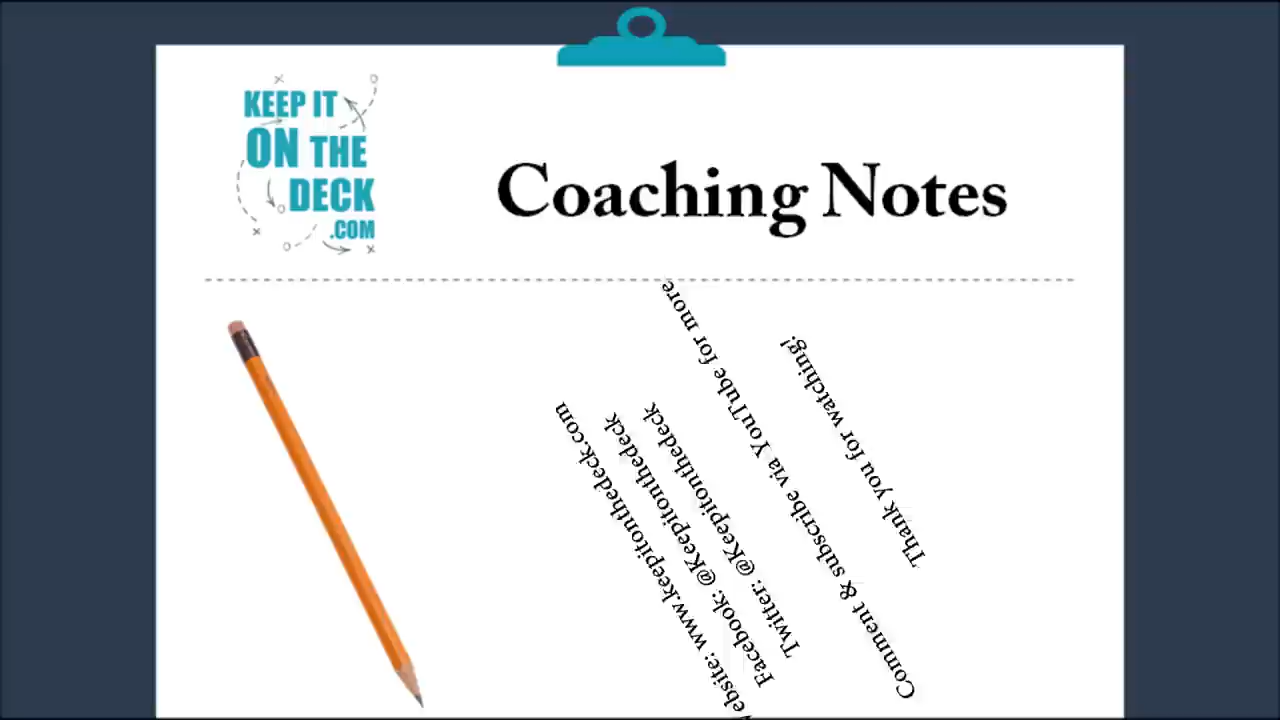 KEEP IT
ON THE
DECK
.COM
Coaching Notes
Thank you for watching!
Comment & subscribe via YouTube for more
Twitter: @Keepitonthedeck
Facebook: @Keepitonthedeck
ebsite: www.keepitonthedeck.com